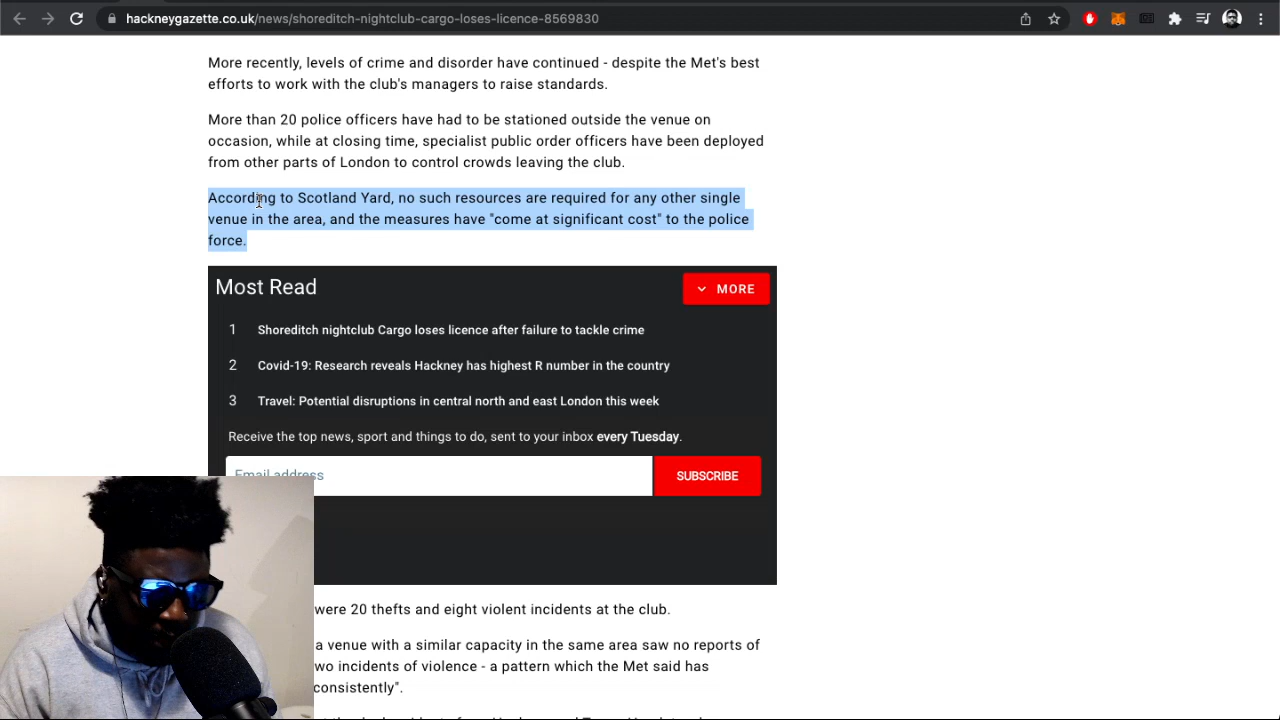 hackneygazette.co.uk/news/shoreditch-nightclub-cargo-loses-licence-8569830
More recently, levels of crime and disorder have continued - despite the Met's best
efforts to work with the club's managers to raise standards.
More than 20 police officers have had to be stationed outside the venue on
occasion, while at closing time, specialist public order officers have been deployed
from other parts of London to control crowds leaving the club.
According to Scotland Yard, no such resources are required for any other single
venue in the area, and the measures have "come at significant cost" to the police
force.
Most Read
MORE
1 Shoreditch nightclub Cargo loses licence after failure to tackle crime
2 Covid-19: Research reveals Hackney has highest R number in the country
3 Travel: Potential disruptions in central north and east London this week
Receive the top news, sport and things to do, sent to your inbox every Tuesday.
Email address
SUBSCRIBE
were 20 thefts and eight violent incidents at the club.
a venue with a similar capacity in the same area saw no reports of
two incidents of violence - a pattern which the Met said has
consistently".